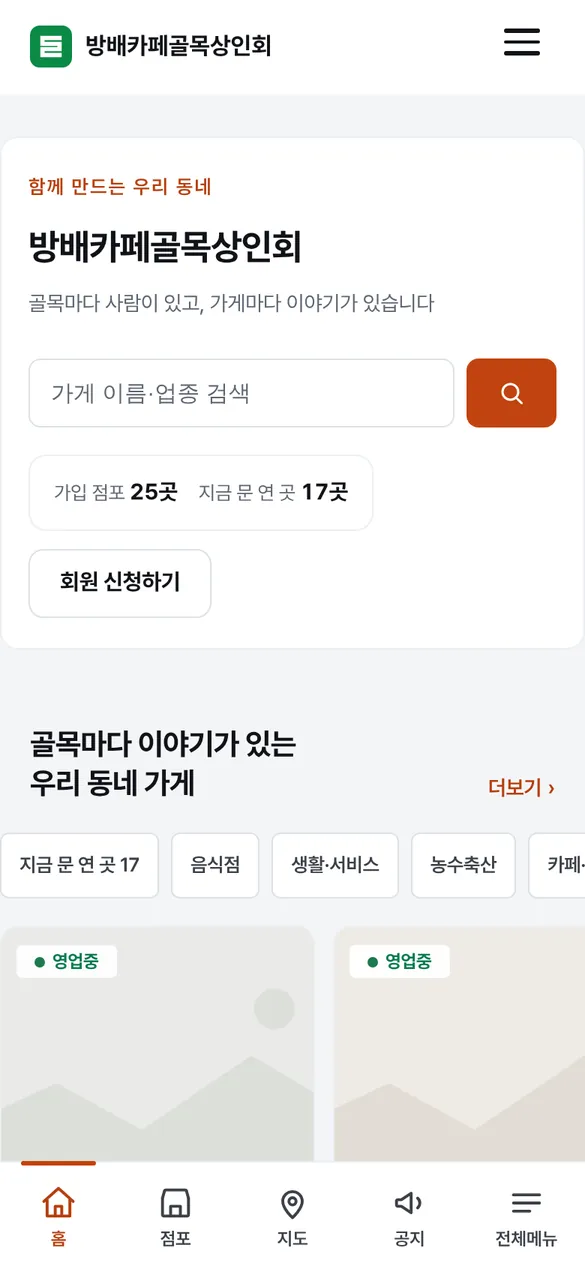 방배카페골목상인회
함께 만드는 우리 동네
방배카페골목상인회
골목마다 사람이 있고, 가게마다 이야기가 있습니다
가게 이름·업종 검색
가입 점포 25곳 지금 문 연 곳 17곳
회원 신청하기
골목마다 이야기가 있는
우리 동네 가게
더보기 ›
지금 문 연 곳 17 음식점 생활·서비스 농수축산 카페·
영업중 영업중
홈 점포 지도 공지 전체메뉴